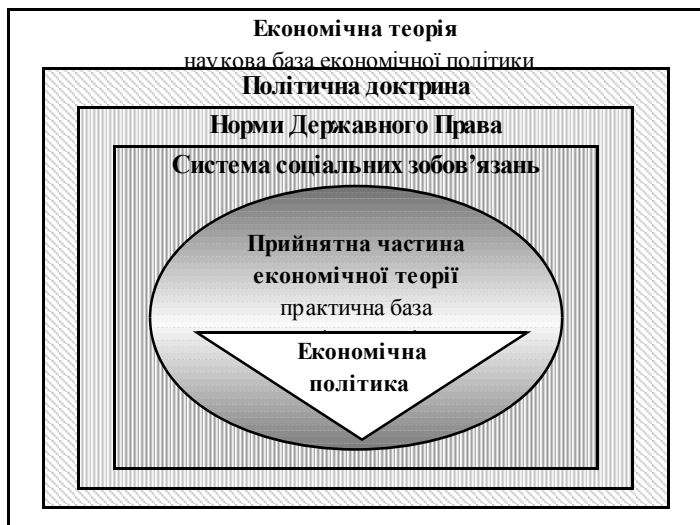 Економічна теорія
наукова база економічної політики
Політична доктрина
Норми Державного Права
Система соціальних зобов’язань
Прийнятна частина
економічної теорії
практична база
Економічна
політика